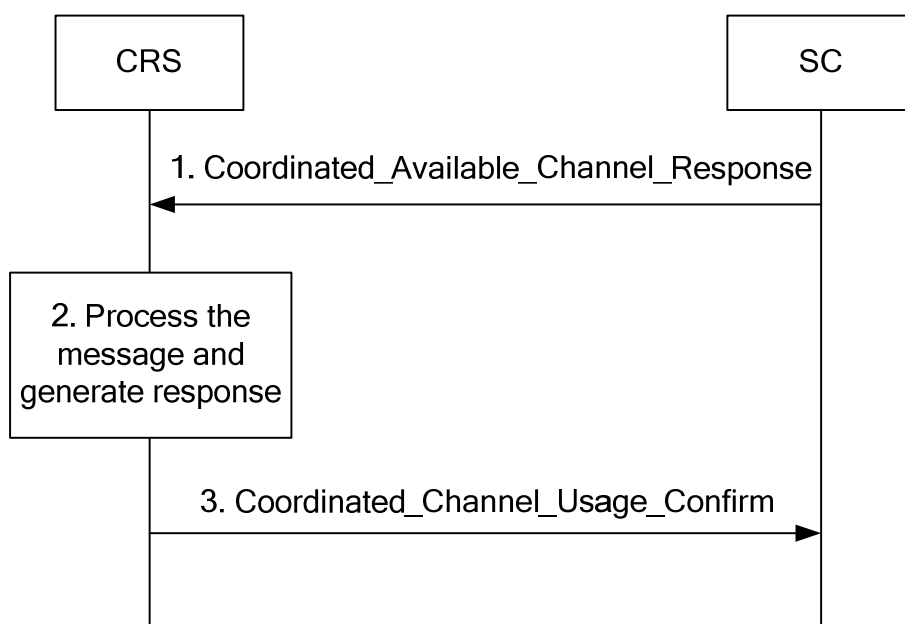 CRS
SC
1. Coordinated_Available_Channel_Response
2. Process the
message and
generate response
3. Coordinated_Channel_Usage_Confirm